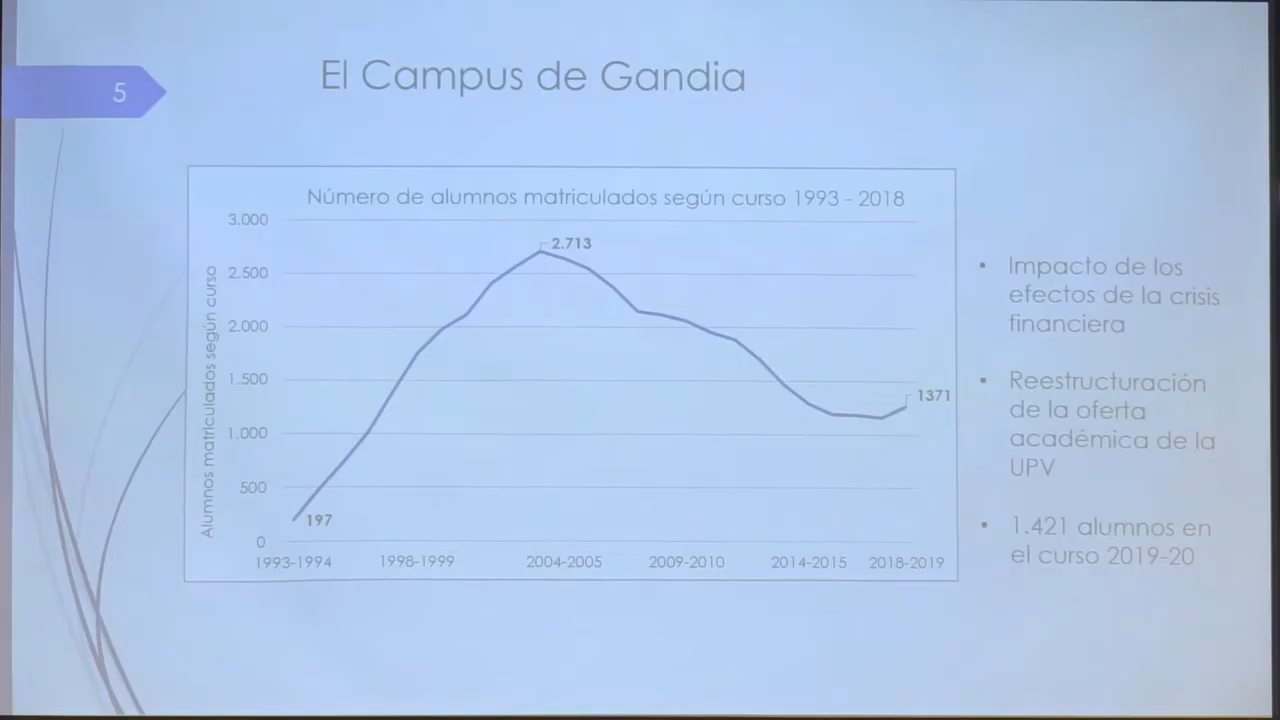 5
El Campus de Gandia
Número de alumnos matriculados según curso 1993 - 2018
Alumnos matriculados según curso
3.000
2.500
2.000
1.500
1.000
500
0
2.713
1371
197
1993-1994
1998-1999
2004-2005
2009-2010
2014-2015
2018-2019
• Impacto de los
efectos de la crisis
financiera
• Reestructuración
de la oferta
académica de la
UPV
• 1.421 alumnos en
el curso 2019-20